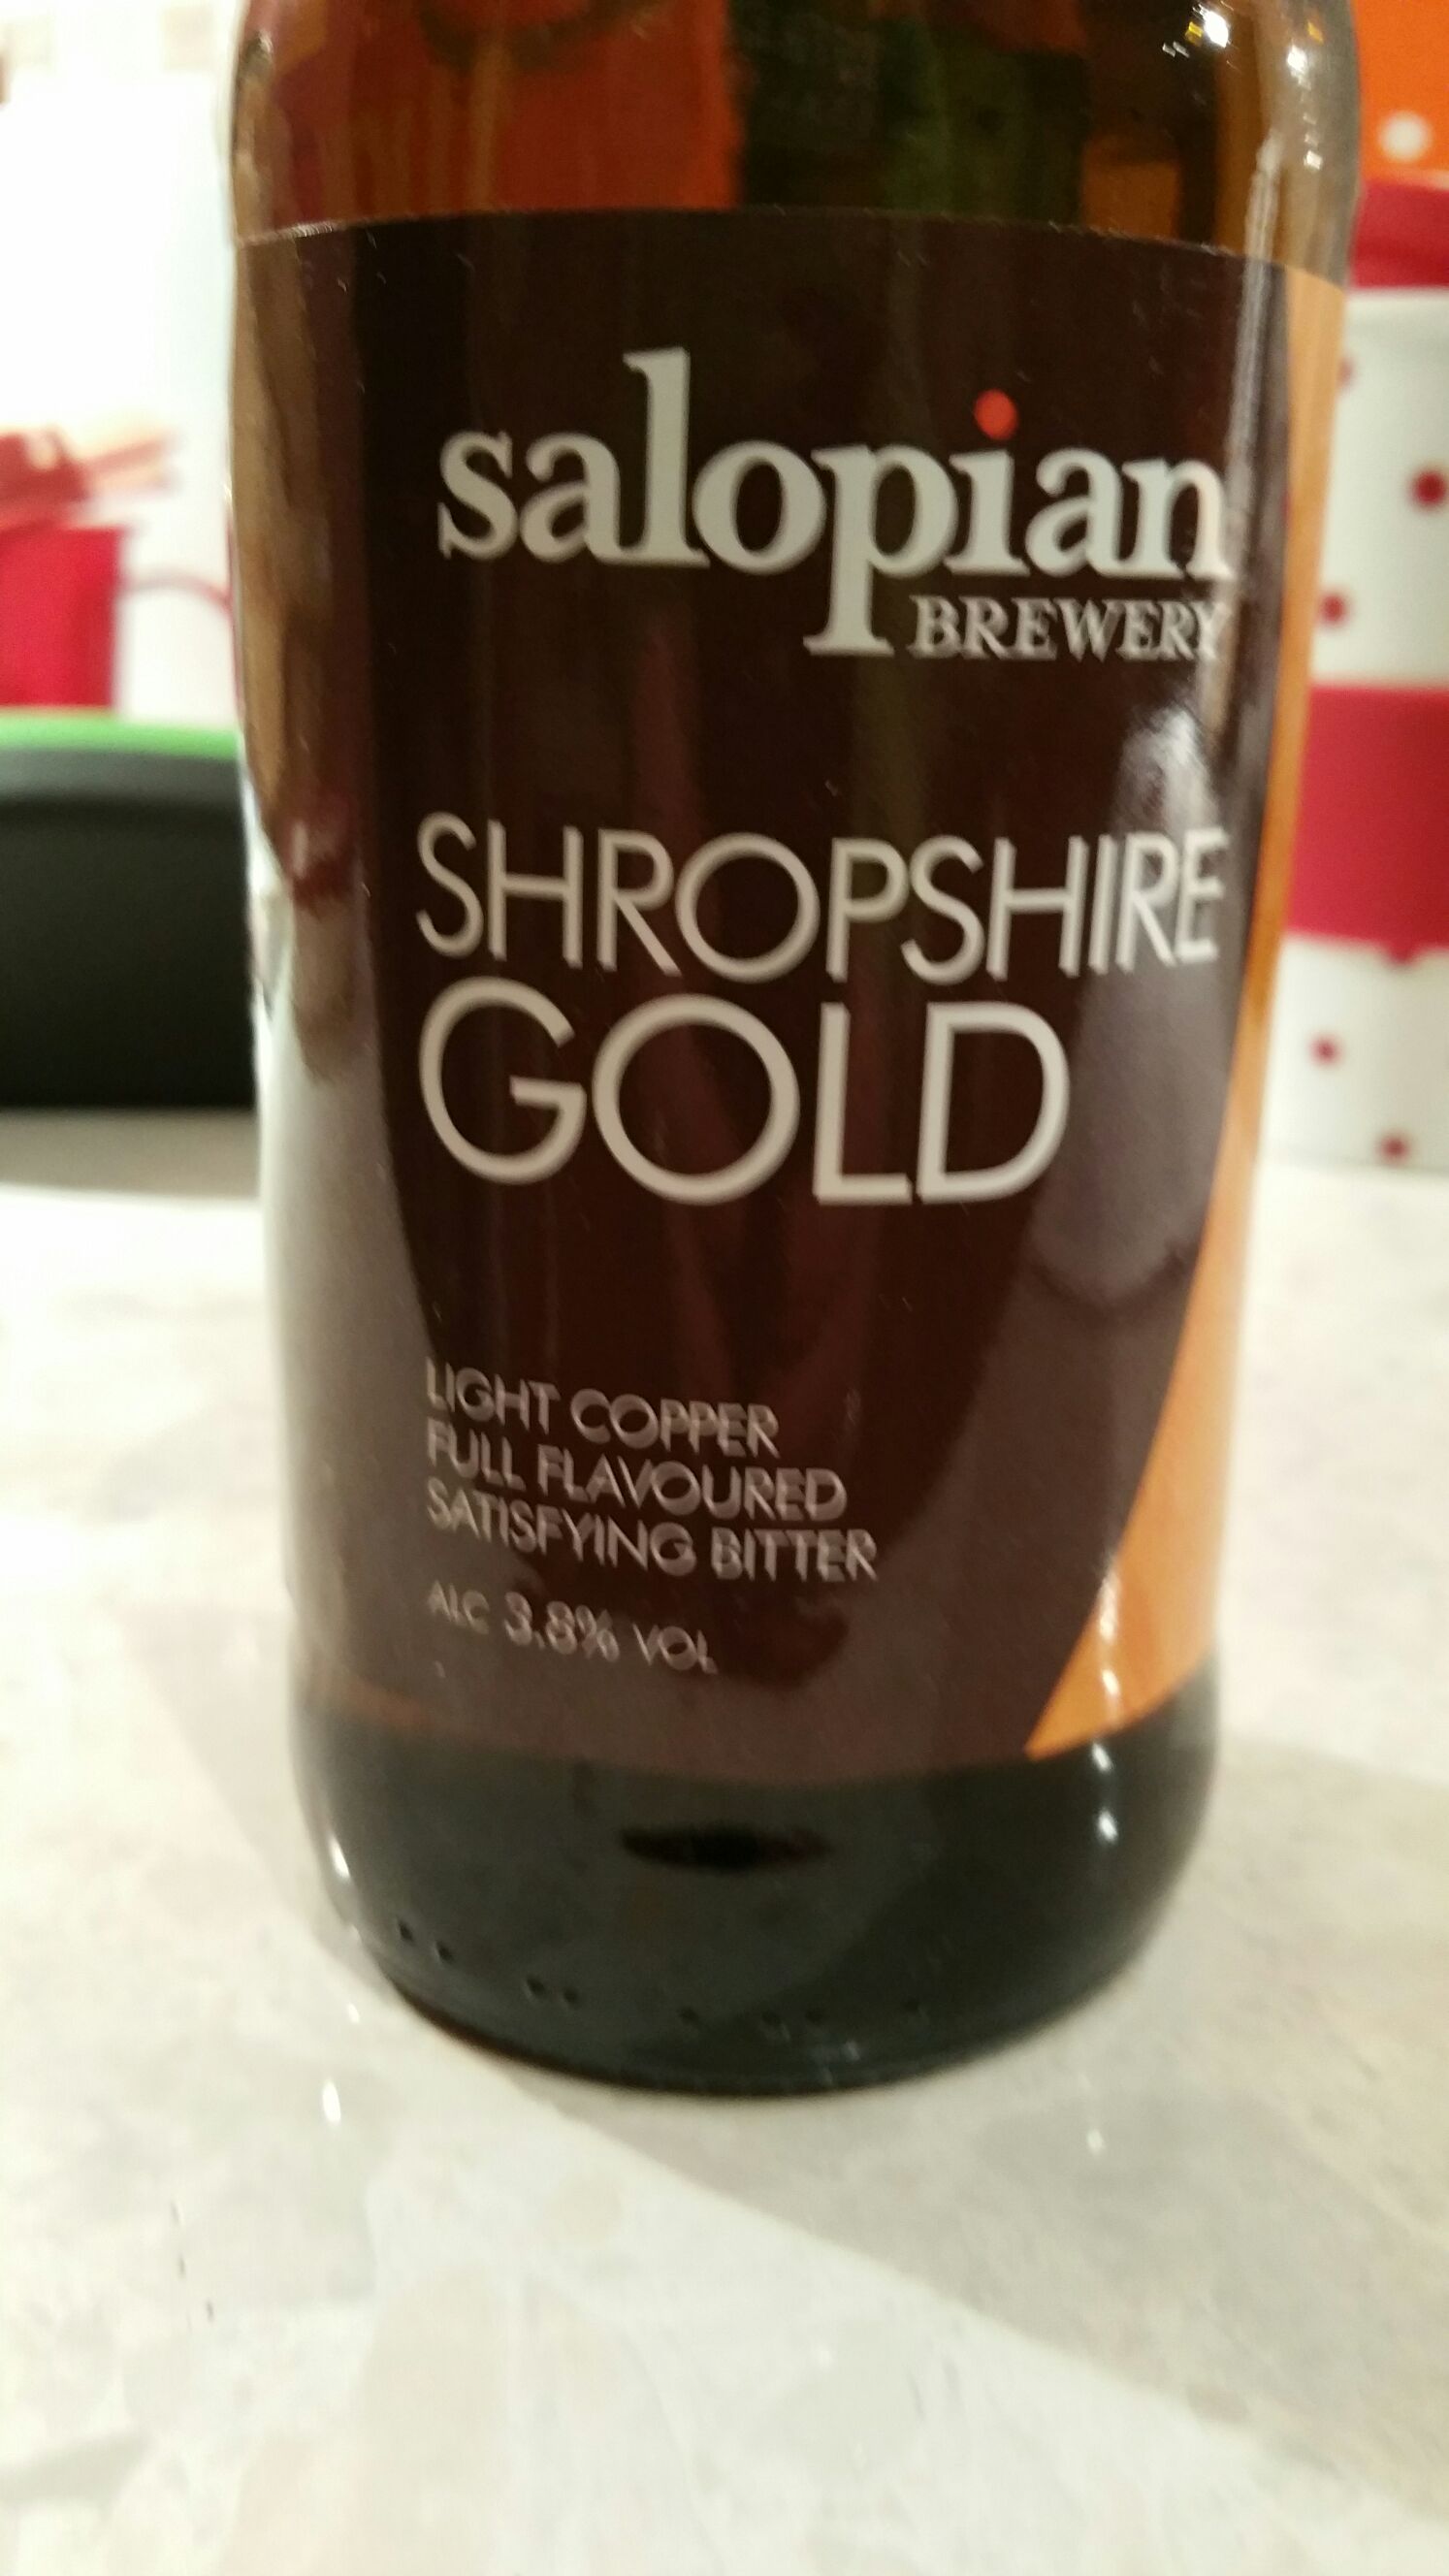 salopian
BREWERY
SHROPSHIRE
GOLD
LIGHT COPPER
FULL FLAVOURED
SATISFYING BITTER
ALC 3.8% VOL